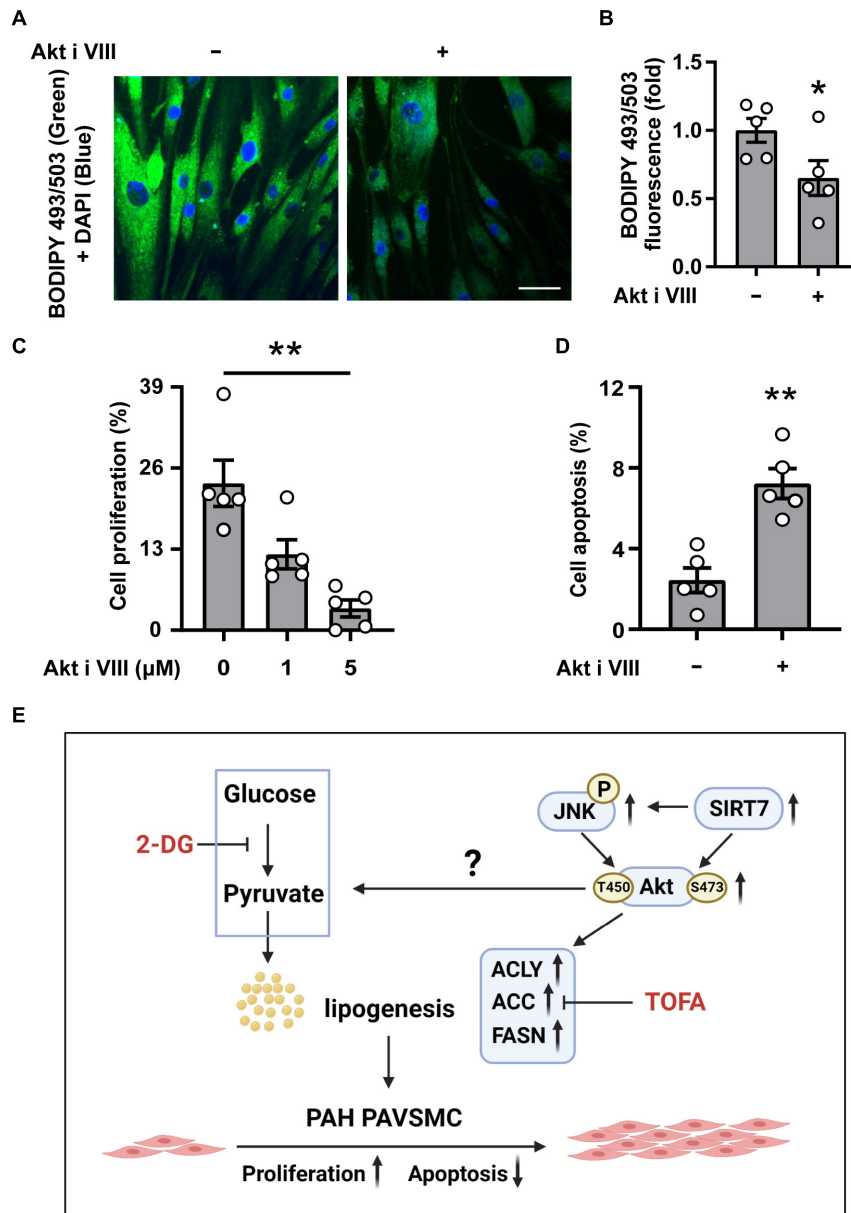 A
Akt i VIII
–
+
BODIPY 493/503 (Green)
+ DAPI (Blue)
B
BODIPY 493/503
fluorescence (fold)
1.5
1.0
0.5
0.0
*
Akt i VIII
–
+
C
Cell proliferation (%)
39
26
13
0
**
Akt i VIII (μM)
0
1
5
D
Cell apoptosis (%)
12
8
4
0
**
Akt i VIII
–
+
E
Glucose
2-DG
Pyruvate
?
P
JNK
SIRT7
T450
Akt
S473
ACLY
ACC
FASN
TOFA
lipogenesis
PAH PAVSMC
Proliferation
Apoptosis